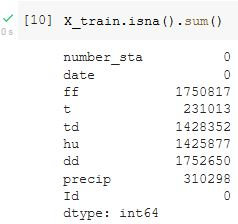 [10] X_train.isna().sum()
0s
number_sta 0
date 0
ff 1750817
t 231013
td 1428352
hu 1425877
dd 1752650
precip 310298
Id 0
dtype: int64